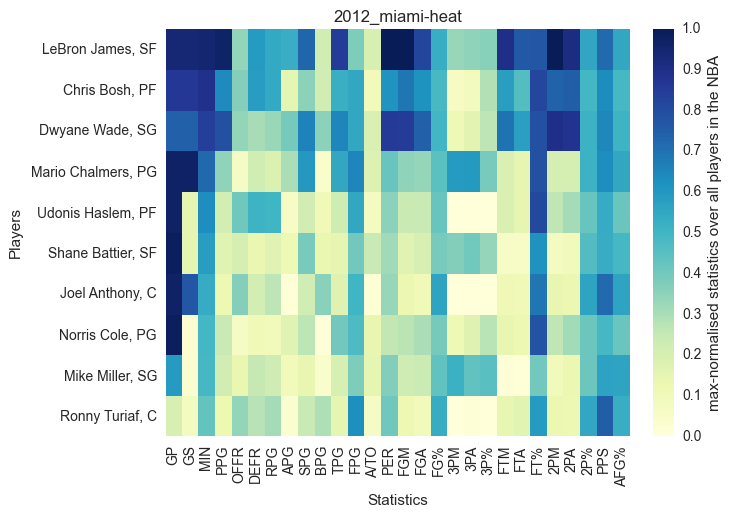 2012_miami-heat
Players
LeBron James, SF
Chris Bosh, PF
Dwyane Wade, SG
Mario Chalmers, PG
Udonis Haslem, PF
Shane Battier, SF
Joel Anthony, C
Norris Cole, PG
Mike Miller, SG
Ronny Turiaf, C
GP GS MIN PPG OFFR DEFR RPG APG SPG BPG TPG FPG A/TO PER FGM FGA FG% 3PM 3PA 3P% FTM FTA FT% 2PM 2PA 2P% PPS AFG%
Statistics
1.0
0.9
0.8
0.7
0.6
0.5
0.4
0.3
0.2
0.1
0.0
max-normalised statistics over all players in the NBA